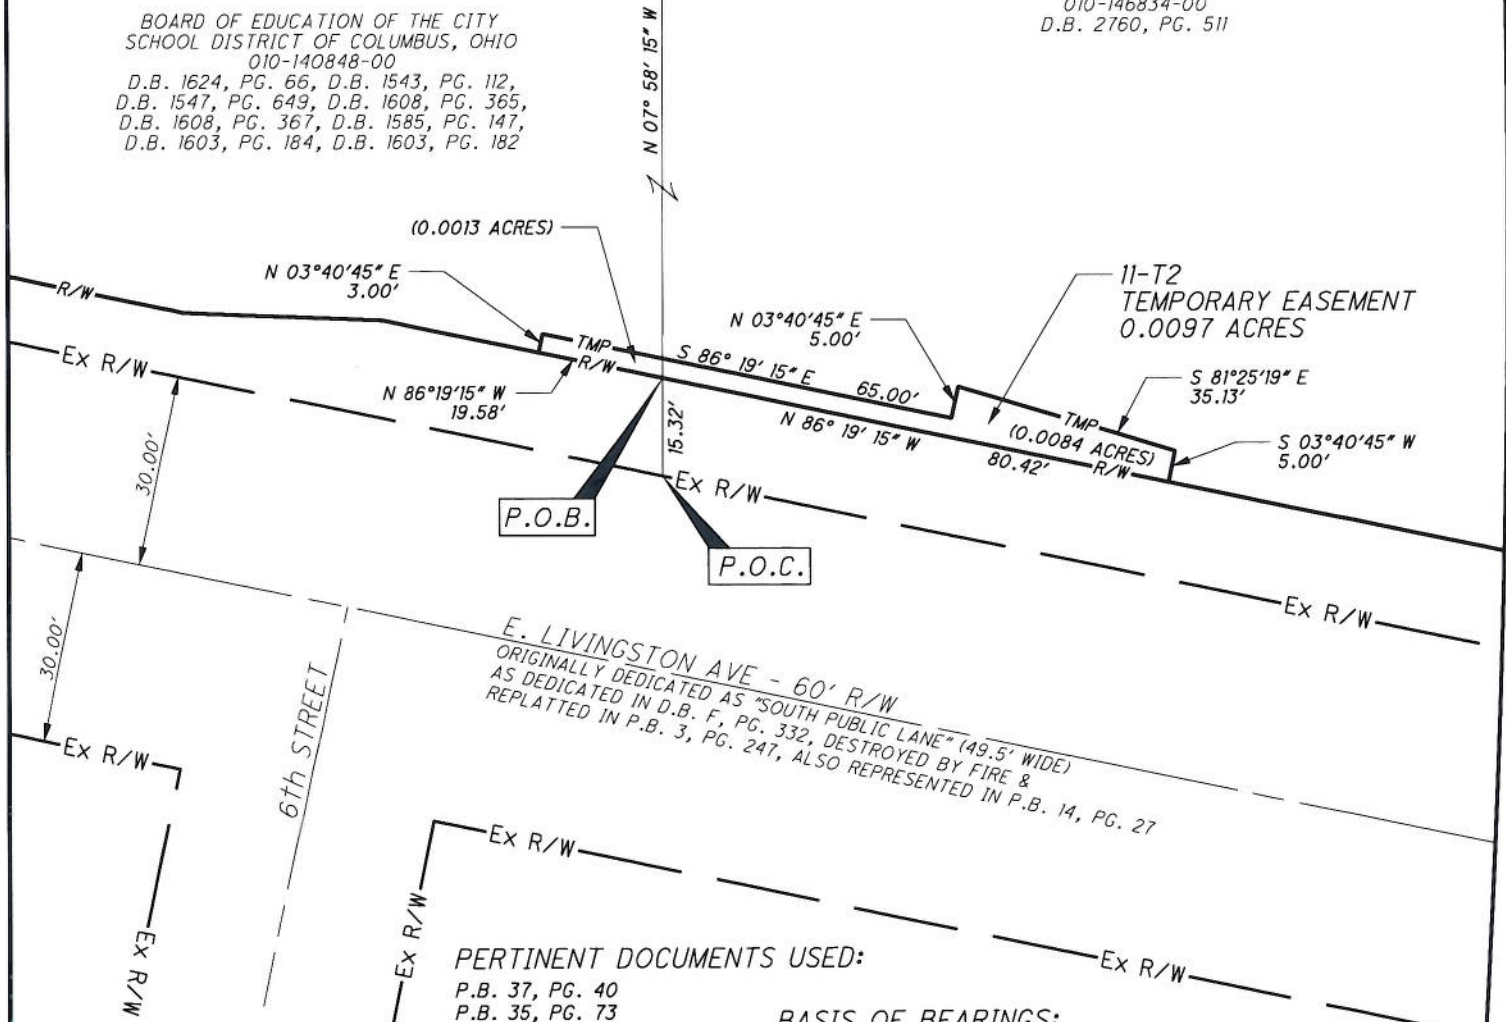 BOARD OF EDUCATION OF THE CITY
SCHOOL DISTRICT OF COLUMBUS, OHIO
010-140848-00
D.B. 1624, PG. 66, D.B. 1543, PG. 112,
D.B. 1547, PG. 649, D.B. 1608, PG. 365,
D.B. 1608, PG. 367, D.B. 1585, PG. 147,
D.B. 1603, PG. 184, D.B. 1603, PG. 182
N 07° 58' 15" W
010-146834-00
D.B. 2760, PG. 511
(0.0013 ACRES)
N 03°40'45" E
3.00'
R/W
TMP
R/W
N 86°19'15" W
19.58'
S 86° 19' 15" E
65.00'
N 03°40'45" E
5.00'
11-T2
TEMPORARY EASEMENT
0.0097 ACRES
S 81°25'19" E
35.13'
TMP
(0.0084 ACRES)
S 03°40'45" W
5.00'
N 86° 19' 15" W
80.42'
R/W
Ex R/W
30.00'
15.32'
Ex R/W
P.O.B.
P.O.C.
Ex R/W
30.00'
E. LIVINGSTON AVE - 60' R/W
ORIGINALLY DEDICATED AS "SOUTH PUBLIC LANE" (49.5' WIDE)
AS DEDICATED IN D.B. F, PG. 332, DESTROYED BY FIRE &
REPLATTED IN P.B. 3, PG. 247, ALSO REPRESENTED IN P.B. 14, PG. 27
6th STREET
Ex R/W
Ex R/W
Ex R/W
Ex R/W
Ex R/W
PERTINENT DOCUMENTS USED:
P.B. 37, PG. 40
P.B. 35, PG. 73
BASIS OF BEARINGS: